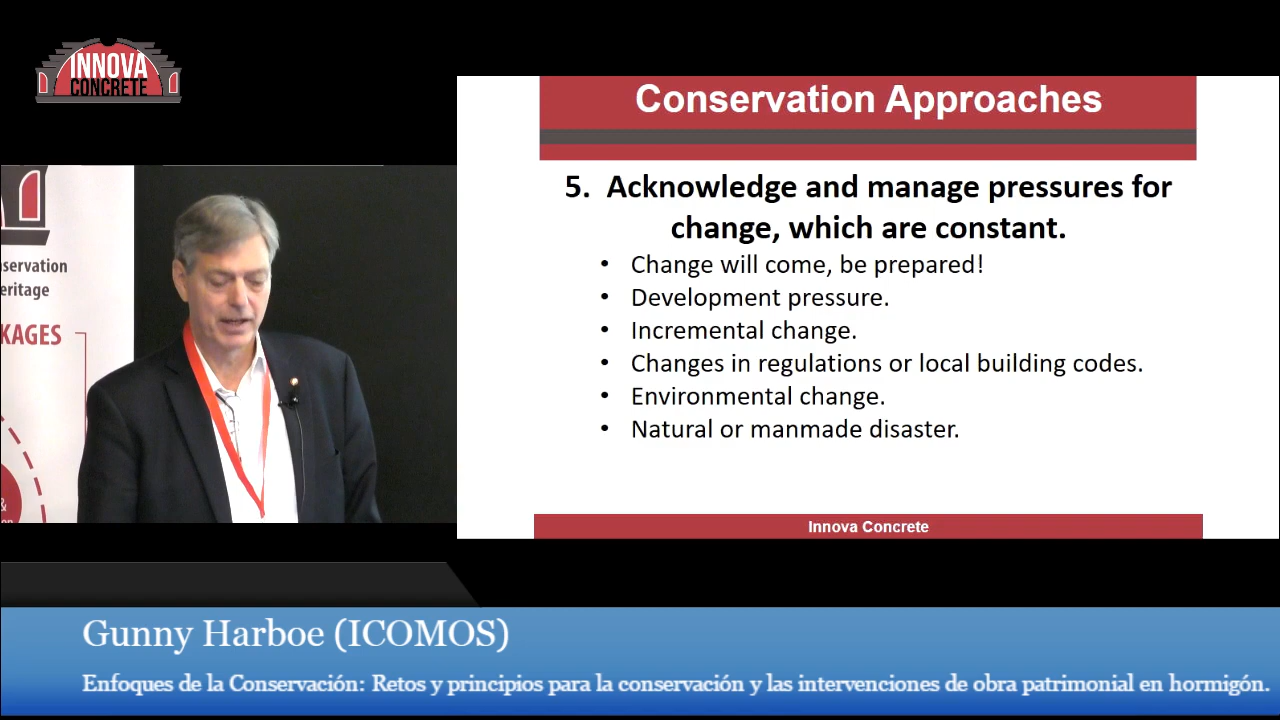 INNOVA
CONCRETE
nservation
eritage
KAGES
&
on
Conservation Approaches
5. Acknowledge and manage pressures for
change, which are constant.
• Change will come, be prepared!
• Development pressure.
• Incremental change.
• Changes in regulations or local building codes.
• Environmental change.
• Natural or manmade disaster.
Innova Concrete
Gunny Harboe (ICOMOS)
Enfoques de la Conservación: Retos y principios para la conservación y las intervenciones de obra patrimonial en hormigón.